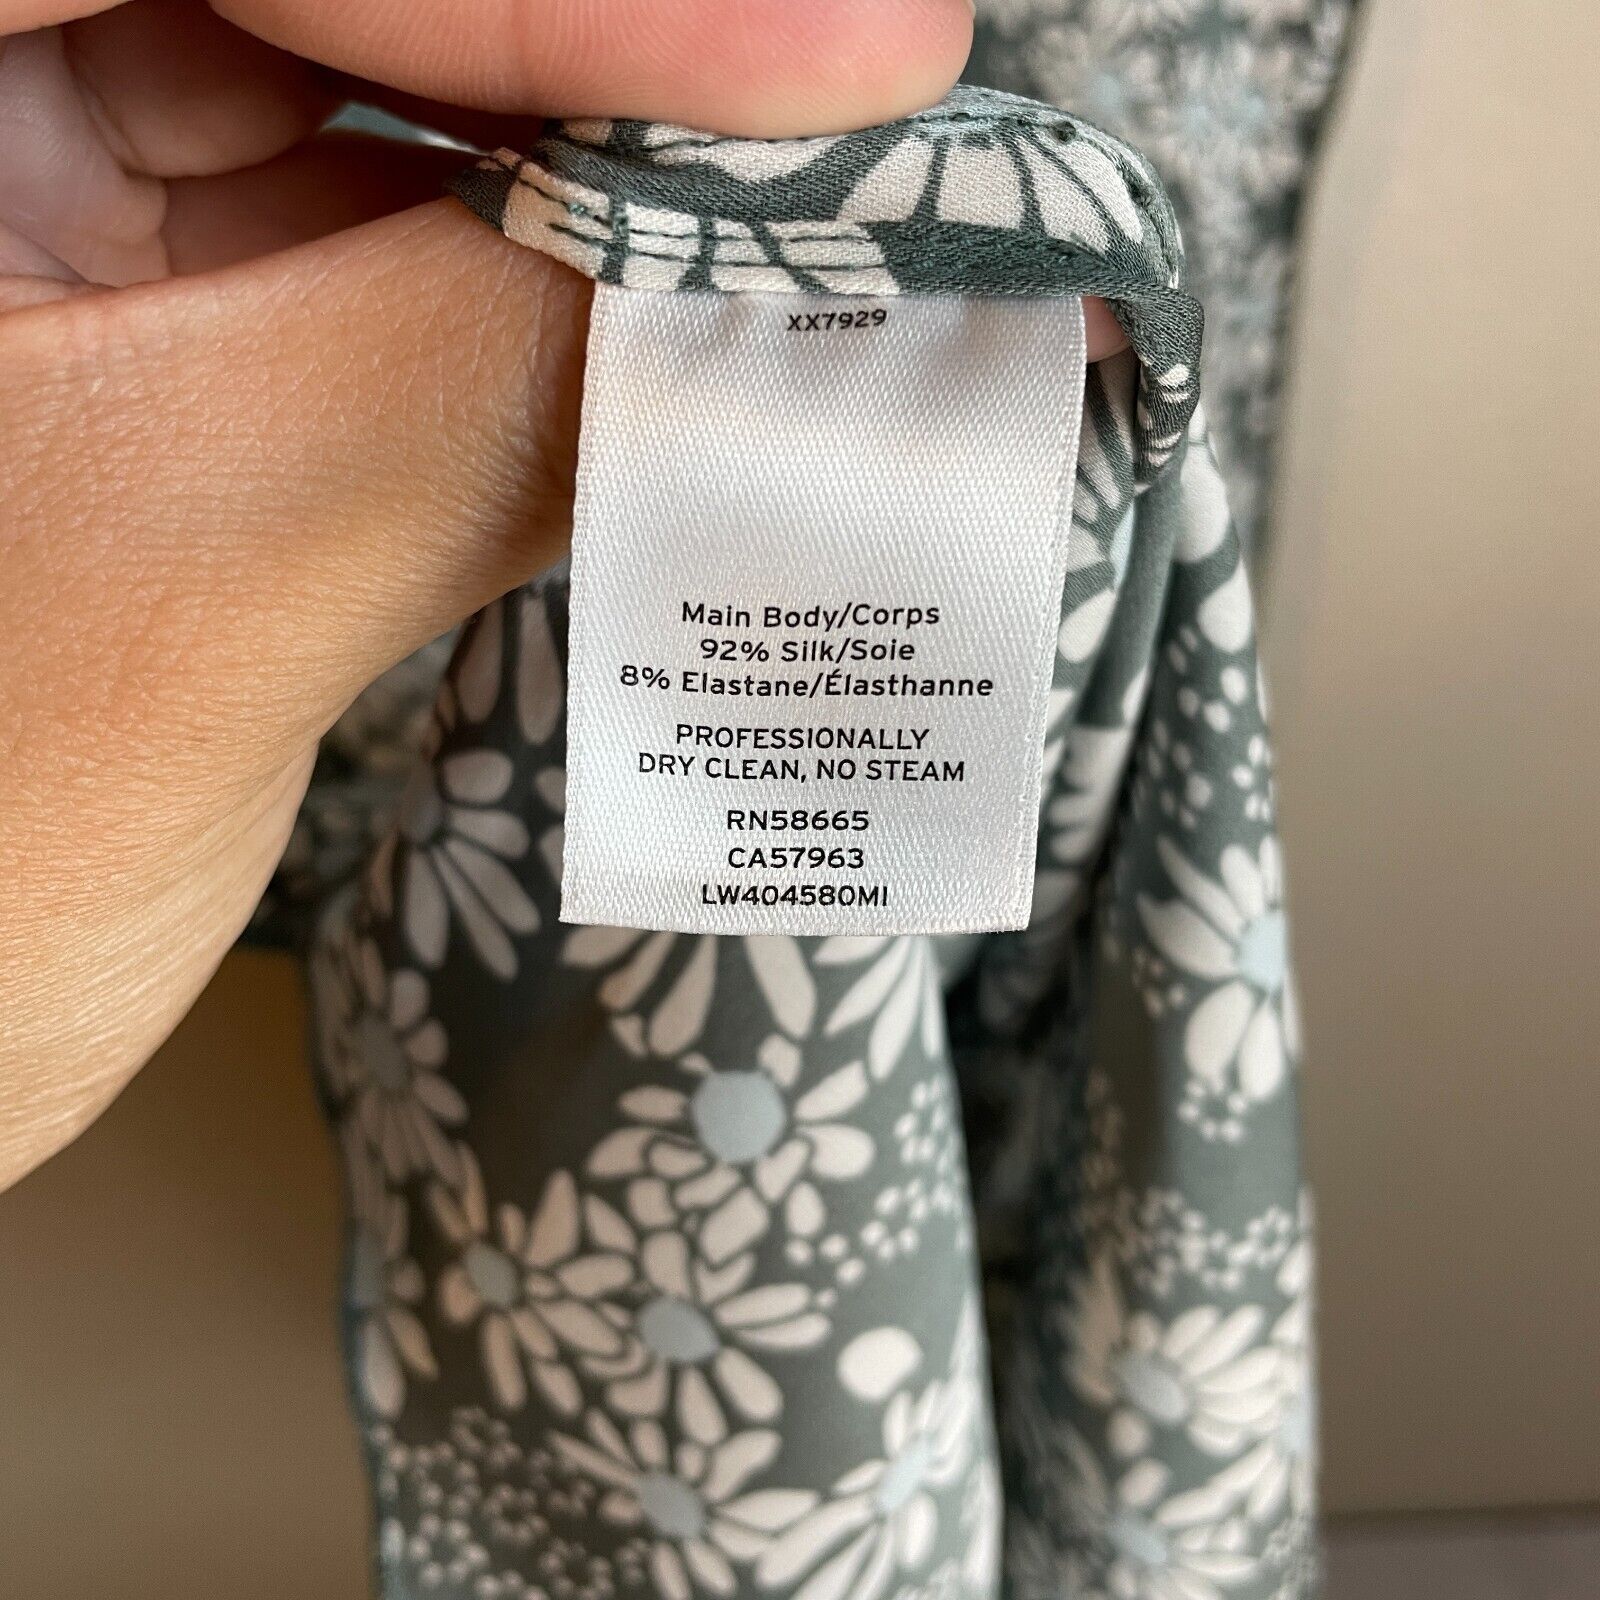 XX7929
Main Body/Corps
92% Silk/Soie
8% Elastane/Élasthanne
PROFESSIONALLY
DRY CLEAN, NO STEAM
RN58665
CA57963
LW404580MI